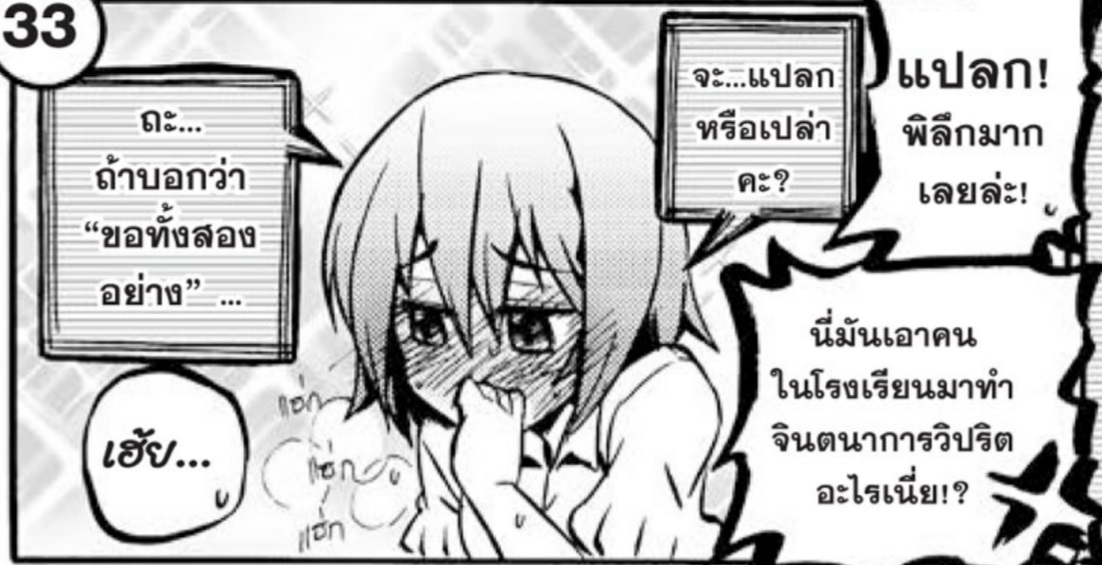 33
จะ...แปลก
หรือเปล่า
คะ?
แปลก!
พิลึกมาก
เลยล่ะ!
ถะ...
ถ้าบอกว่า
“ขอทั้งสอง
อย่าง” ...
นี่มันเอาคน
ในโรงเรียนมาทำ
จินตนาการวิปริต
อะไรเนี่ย!?
เฮ้ย...
แฮ่ก
แฮ่ก
แฮ่ก